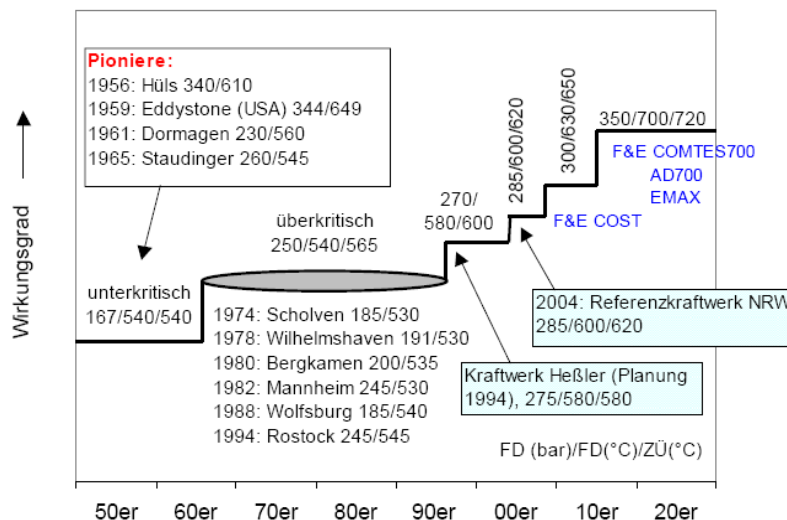 Pioniere:
1956: Hüls 340/610
1959: Eddystone (USA) 344/649
1961: Dormagen 230/560
1965: Staudinger 260/545
Wirkungsgrad
unterkritisch
167/540/540
überkritisch
250/540/565
270/
580/600
285/600/620
300/630/650
350/700/720
F&E COMTES700
AD700
EMAX
F&E COST
1974: Scholven 185/530
1978: Wilhelmshaven 191/530
1980: Bergkamen 200/535
1982: Mannheim 245/530
1988: Wolfsburg 185/540
1994: Rostock 245/545
2004: Referenzkraftwerk NRW
285/600/620
Kraftwerk Heßler (Planung
1994), 275/580/580
FD (bar)/FD(°C)/ZÜ(°C)
50er 60er 70er 80er 90er 00er 10er 20er